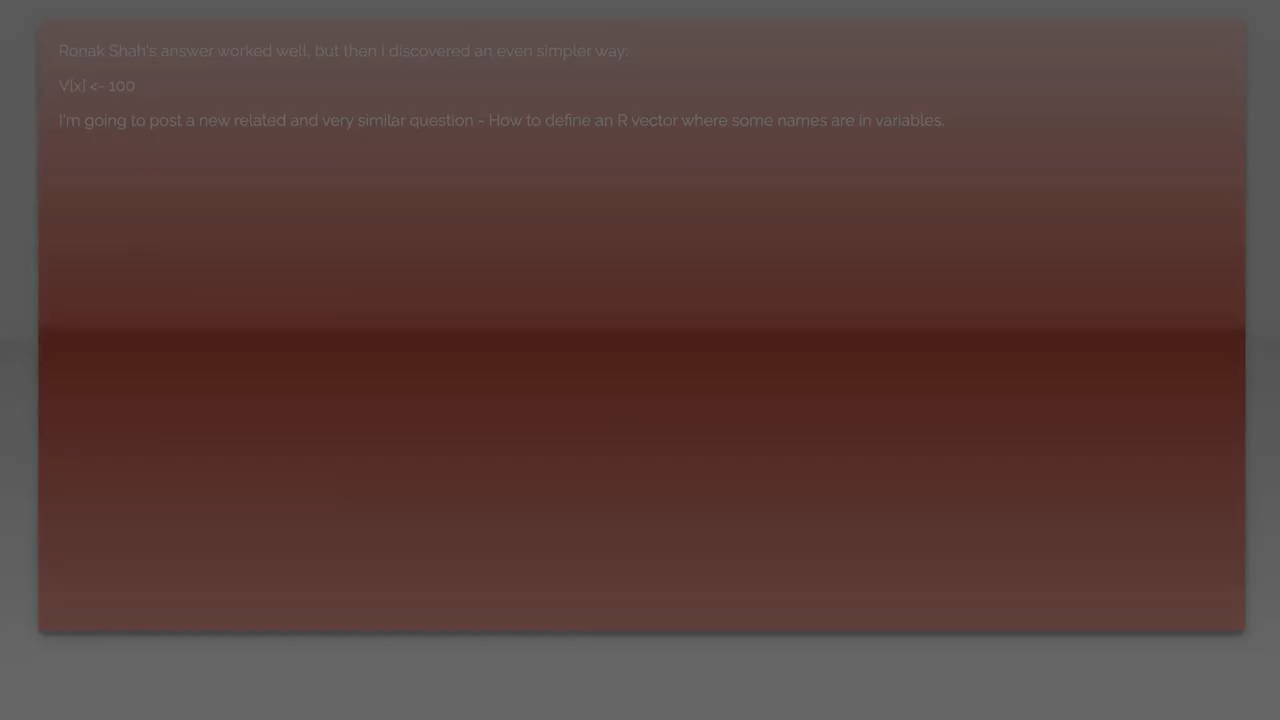 Ronak Shah's answer worked well, but then I discovered an even simpler way:
V[x] <- 100
I'm going to post a new related and very similar question - How to define an R vector where some names are in variables.